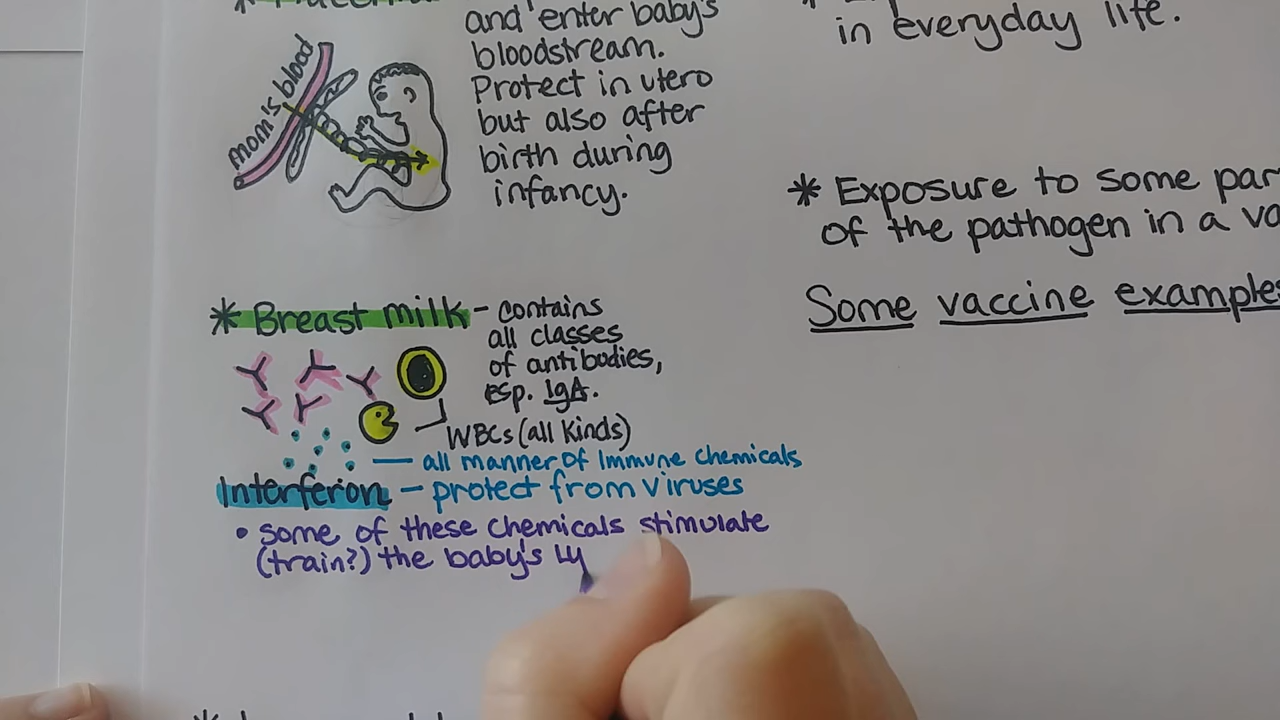 and enter baby's
bloodstream.
Protect in utero
but also after
birth during
infancy.
mom's blood
* Breast milk - contains
all classes
of antibodies,
esp. IgA.
WBCs (all kinds)
— all manner of immune chemicals
Interferon - protect from viruses
• some of these chemicals stimulate
(train?) the baby's Ly
in everyday life.
* Exposure to some par
of the pathogen in a va
Some vaccine examples